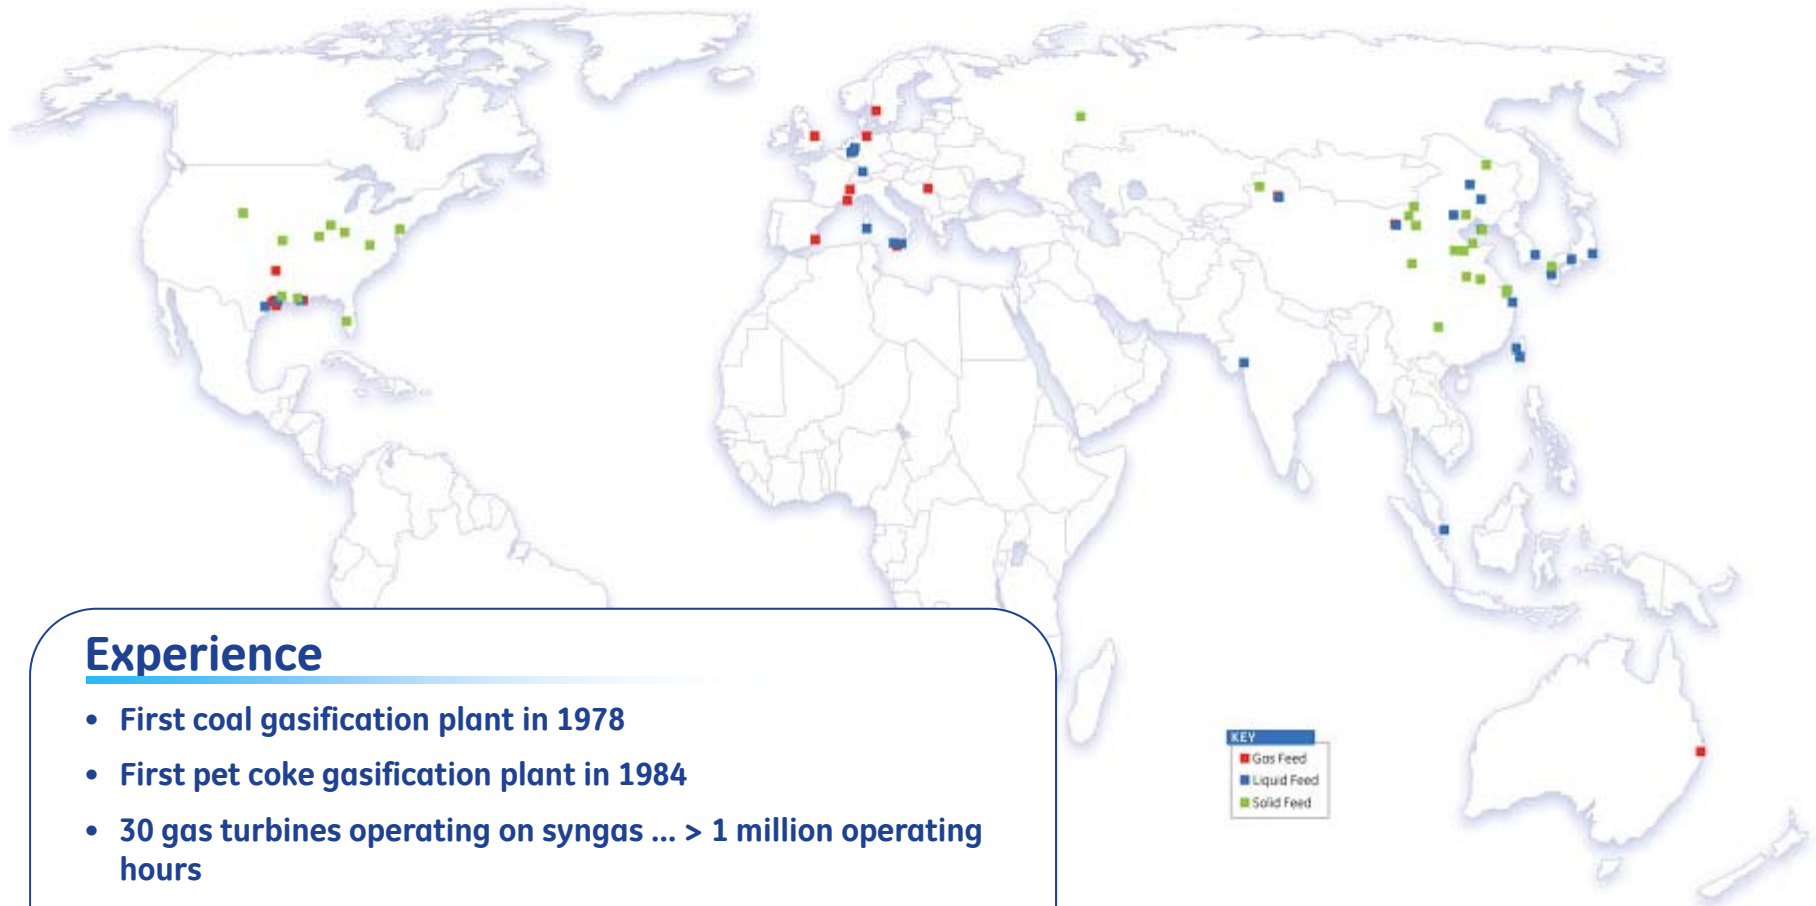 Experience
• First coal gasification plant in 1978
• First pet coke gasification plant in 1984
• 30 gas turbines operating on syngas ... > 1 million operating
hours
KEY
Gas Feed
Liquid Feed
Solid Feed